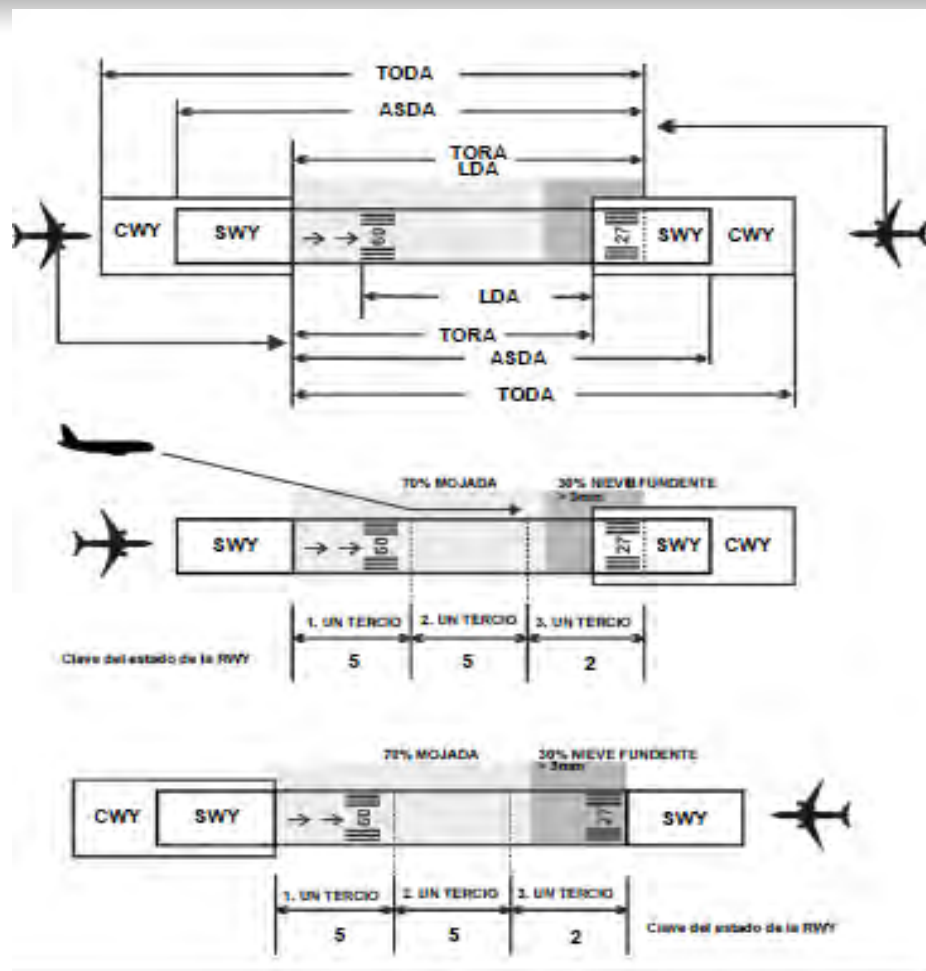 TODA
ASDA
TORA
LDA
CWY SWY 60 27 SWY CWY
LDA
TORA
ASDA
TODA
70% MOJADA 30% NIEVE FUNDENTE
> 3mm
SWY 60 27 SWY CWY
1. UN TERCIO 2. UN TERCIO 3. UN TERCIO
Clave del estado de la RWY 5 5 2
70% MOJADA 30% NIEVE FUNDENTE
> 3mm
CWY SWY 60 27 SWY
1. UN TERCIO 2. UN TERCIO 3. UN TERCIO
5 5 2 Clave del estado de la RWY